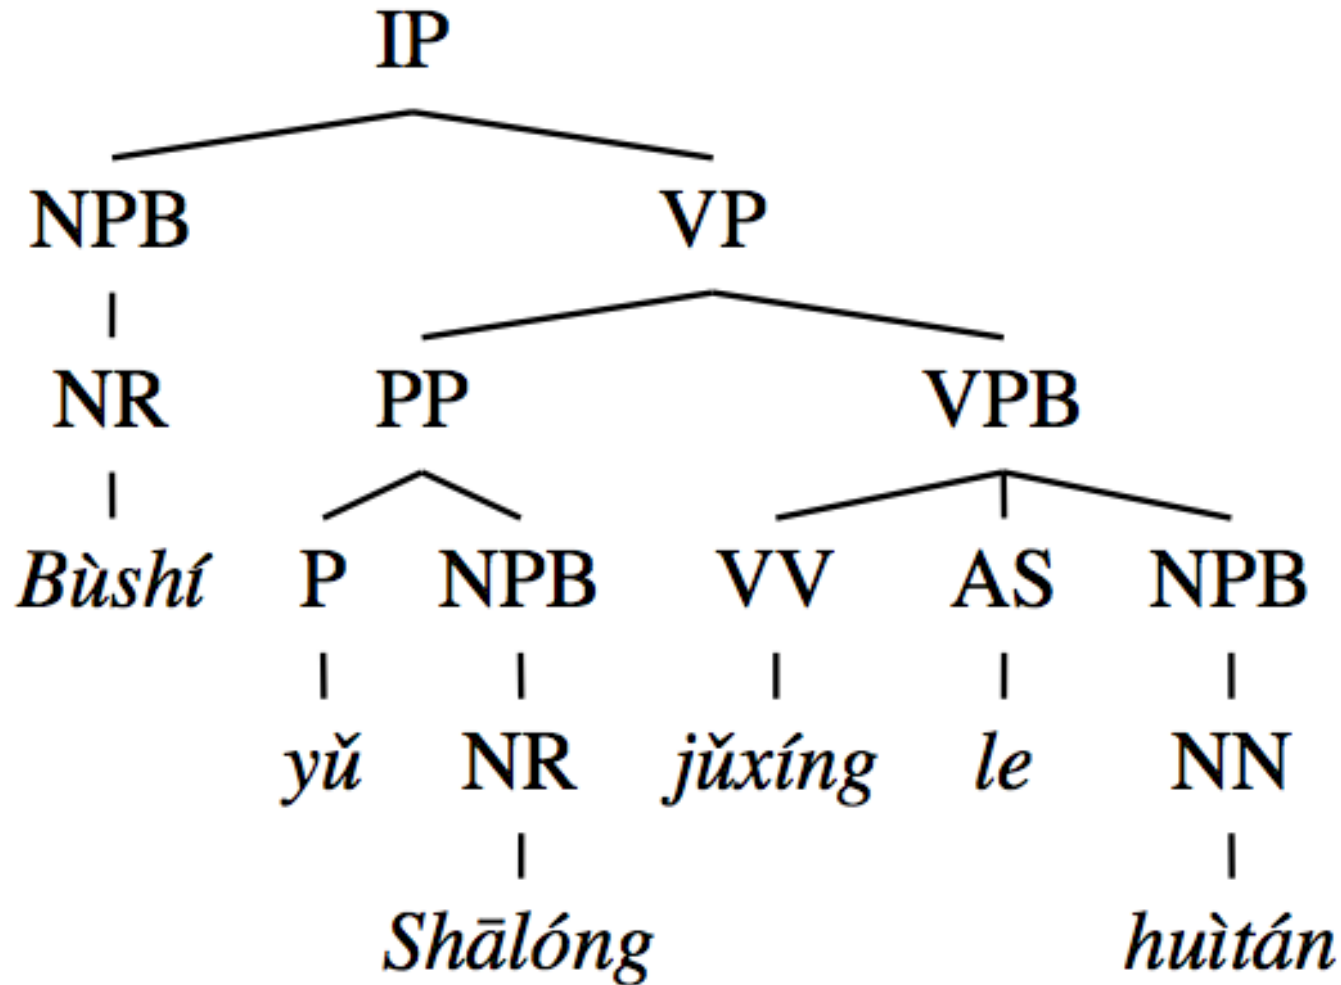 IP
NPB VP
NR PP VPB
Bùshí P NPB VV AS NPB
yǔ NR jǔxíng le NN
Shālóng huìtán